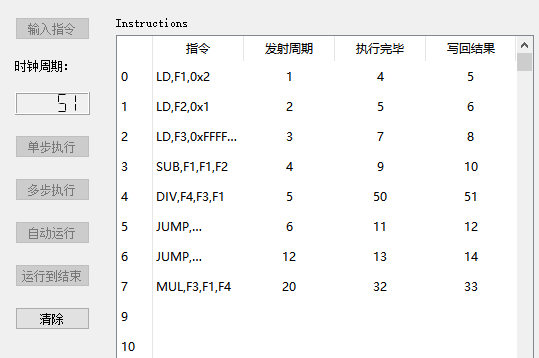 输入指令
时钟周期:
51
单步执行
多步执行
自动运行
运行到结束
清除
Instructions
指令 发射周期 执行完毕 写回结果
0 LD,F1,0x2 1 4 5
1 LD,F2,0x1 2 5 6
2 LD,F3,0xFFFF... 3 7 8
3 SUB,F1,F1,F2 4 9 10
4 DIV,F4,F3,F1 5 50 51
5 JUMP,... 6 11 12
6 JUMP,... 12 13 14
7 MUL,F3,F1,F4 20 32 33
9
10